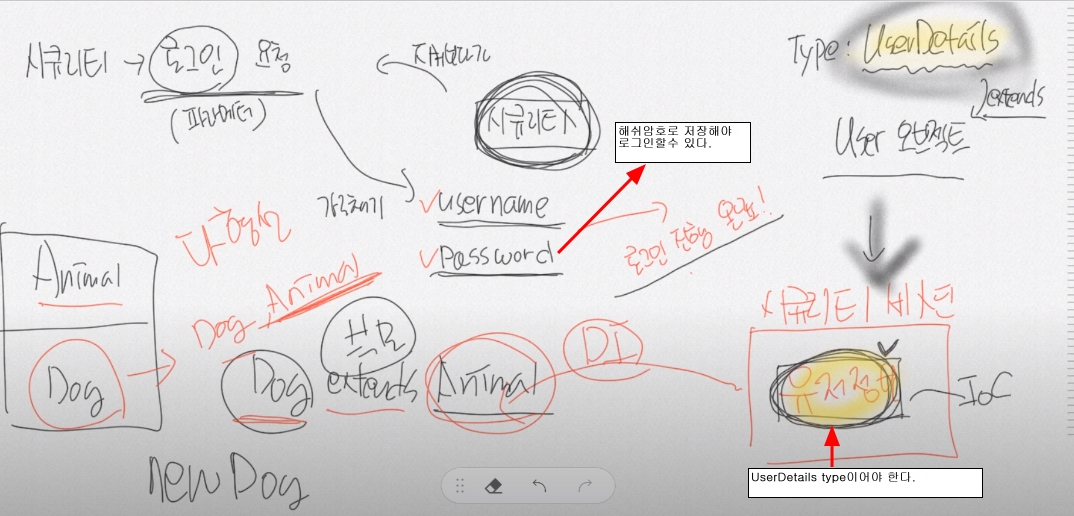 시큐리티 → 로그인 요청
(파라메터)
시큐리티
Type: UserDetails
extends
User 오브젝트
해쉬암호로 저장해야
로그인할수 있다.
가로채기
✓username
✓Password
로그인 진행 완료!
다형성
Animal
Dog
Dog, Animal
부모
Dog extends Animal
DI
new Dog
시큐리티 세션
유저정보
IoC
UserDetails type이어야 한다.